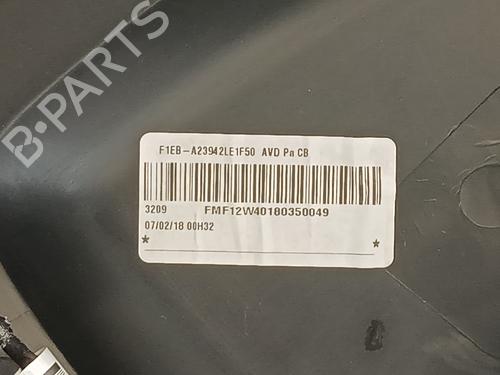 B-PARTS
F1EB-A23942LE1F50 AVD Pa CB
3209 FMF12W40180350049
07/02/18 00H32
* *